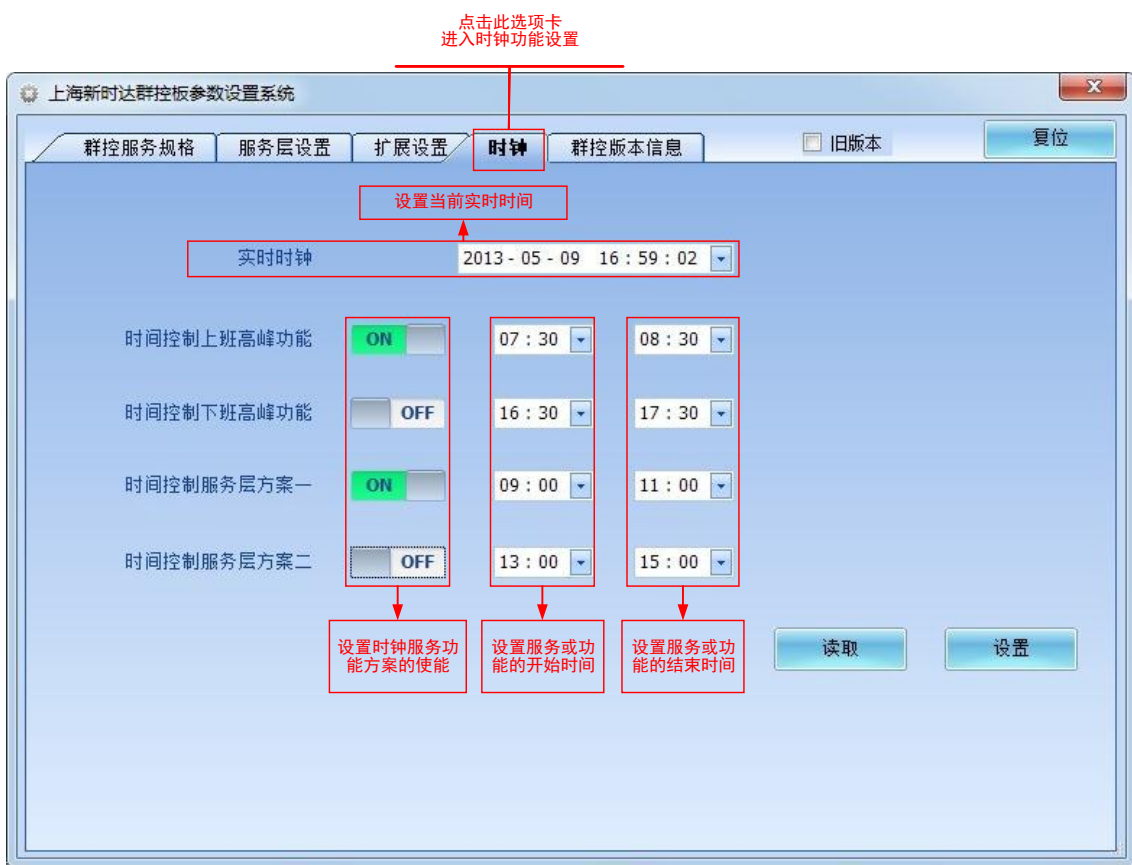 点击此选项卡
进入时钟功能设置
上海新时达群控板参数设置系统
群控服务规格 服务层设置 扩展设置 时钟 群控版本信息 旧版本 复位
设置当前实时时间
实时时钟 2013 - 05 - 09 16 : 59 : 02
时间控制上班高峰功能 ON 07 : 30 08 : 30
时间控制下班高峰功能 OFF 16 : 30 17 : 30
时间控制服务层方案一 ON 09 : 00 11 : 00
时间控制服务层方案二 OFF 13 : 00 15 : 00
设置时钟服务功
能方案的使能
设置服务或功
能的开始时间
设置服务或功
能的结束时间
读取 设置